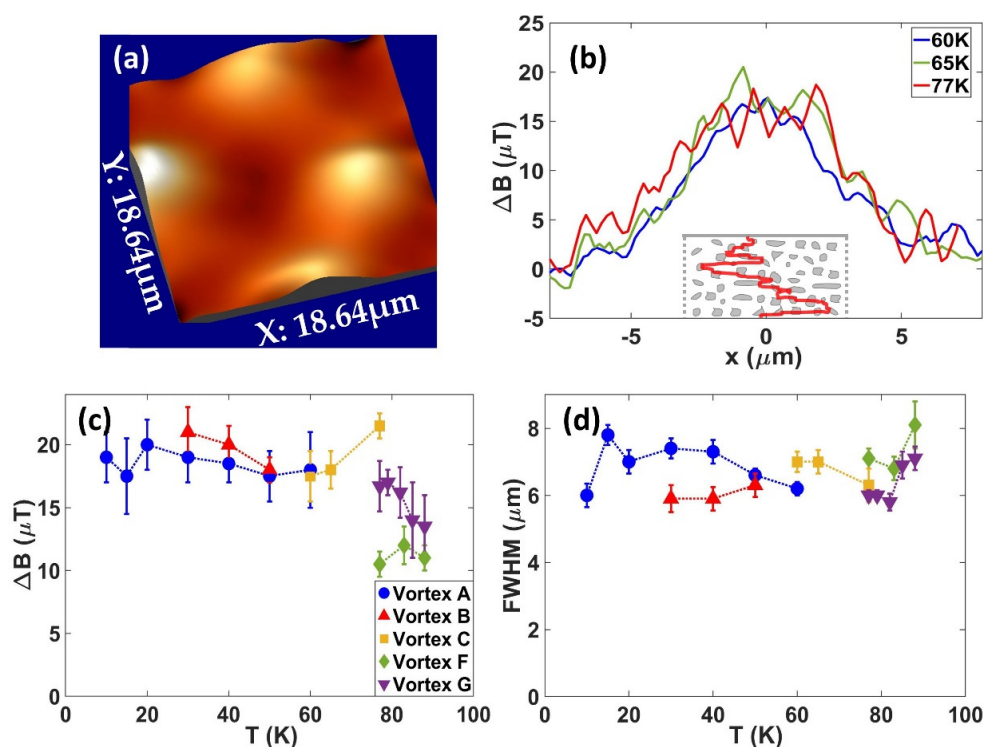 (a)
Y: 18.64μm
X: 18.64μm
(b)
60K
65K
77K
ΔB (μT)
25
20
15
10
5
0
-5
-5 0 5
x (μm)
(c)
ΔB (μT)
20
15
10
5
0
Vortex A
Vortex B
Vortex C
Vortex F
Vortex G
0 20 40 60 80 100
T (K)
(d)
FWHM (μm)
8
6
4
2
0
0 20 40 60 80 100
T (K)